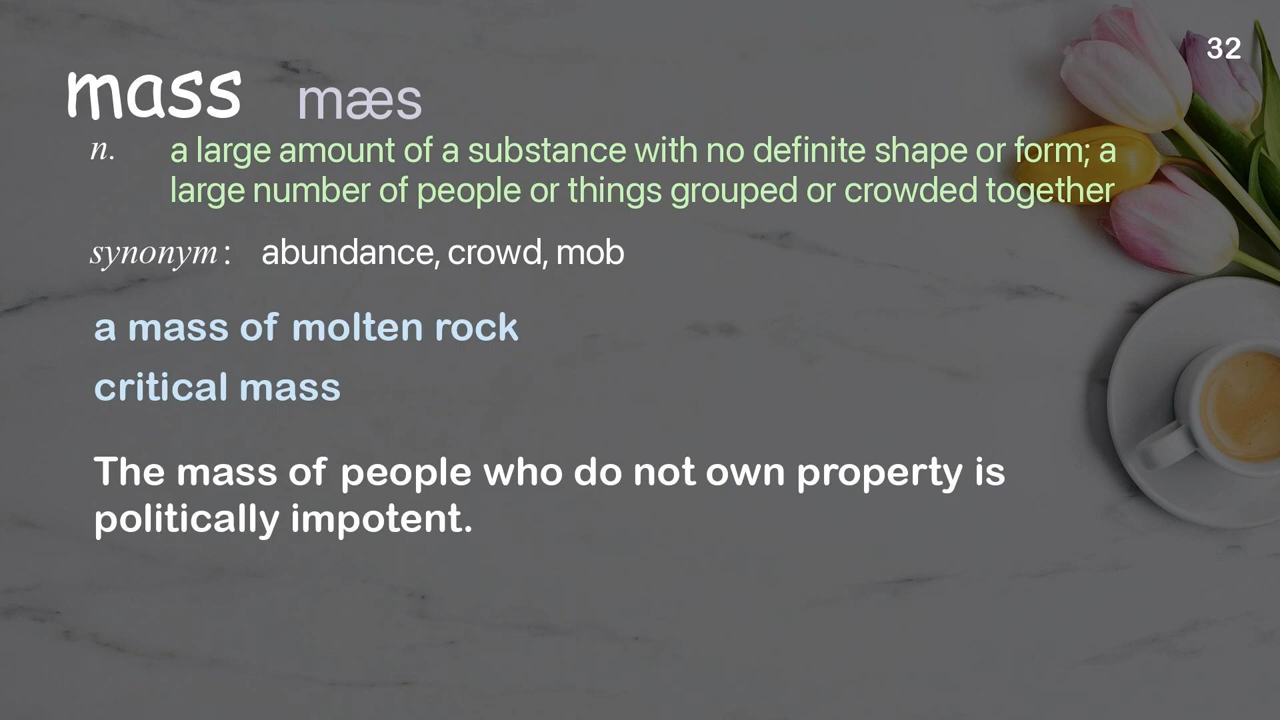 32
mass mæs
n. a large amount of a substance with no definite shape or form; a
large number of people or things grouped or crowded together
synonym : abundance, crowd, mob
a mass of molten rock
critical mass
The mass of people who do not own property is
politically impotent.